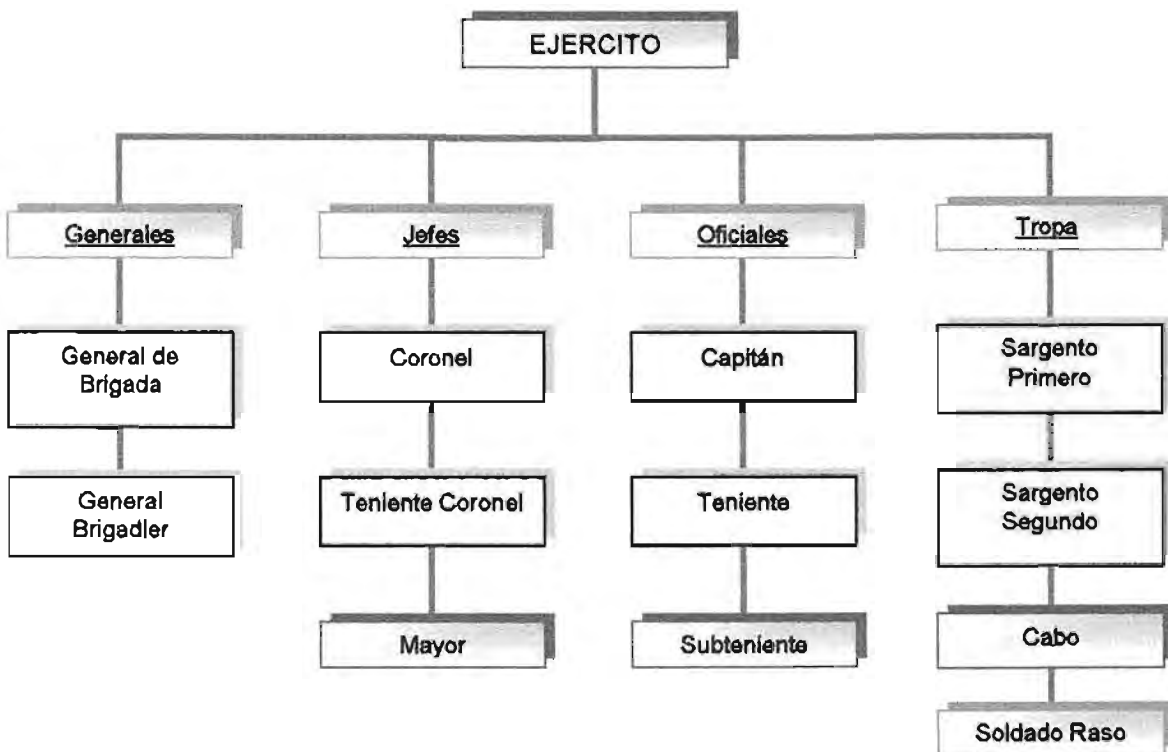 EJERCITO
Generales
Jefes
Oficiales
Tropa
General de
Brigada
Coronel
Capitán
Sargento
Primero
General
Brigadier
Teniente Coronel
Teniente
Sargento
Segundo
Mayor
Subteniente
Cabo
Soldado Raso